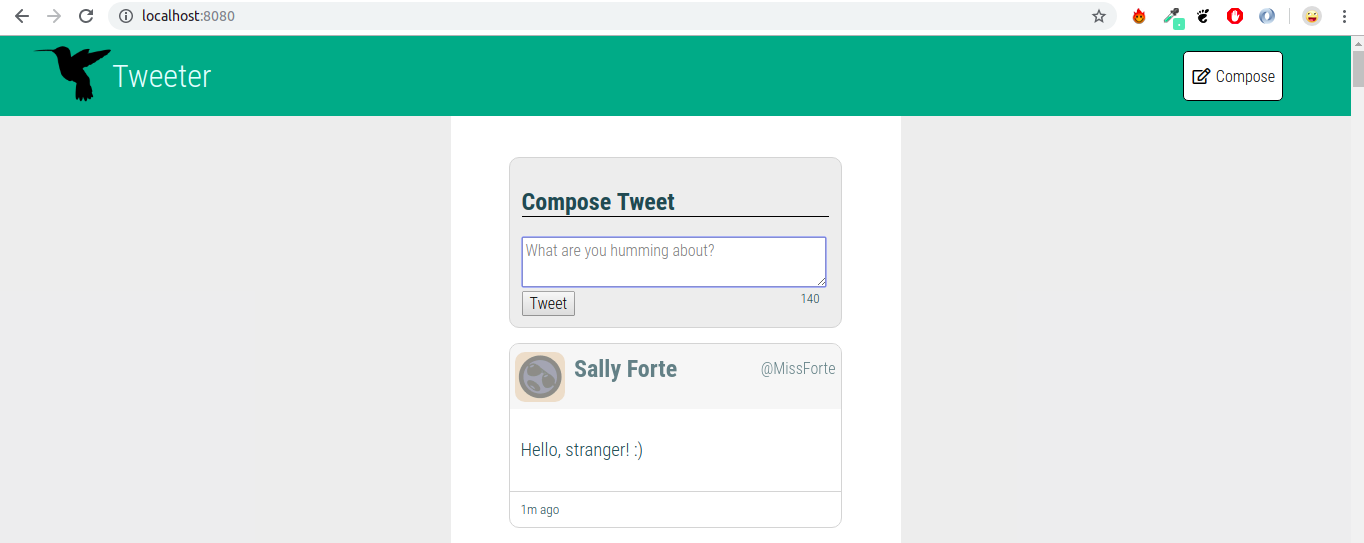 localhost:8080
Tweeter
Compose
Compose Tweet
What are you humming about?
Tweet
140
Sally Forte
@MissForte
Hello, stranger! :)
1m ago